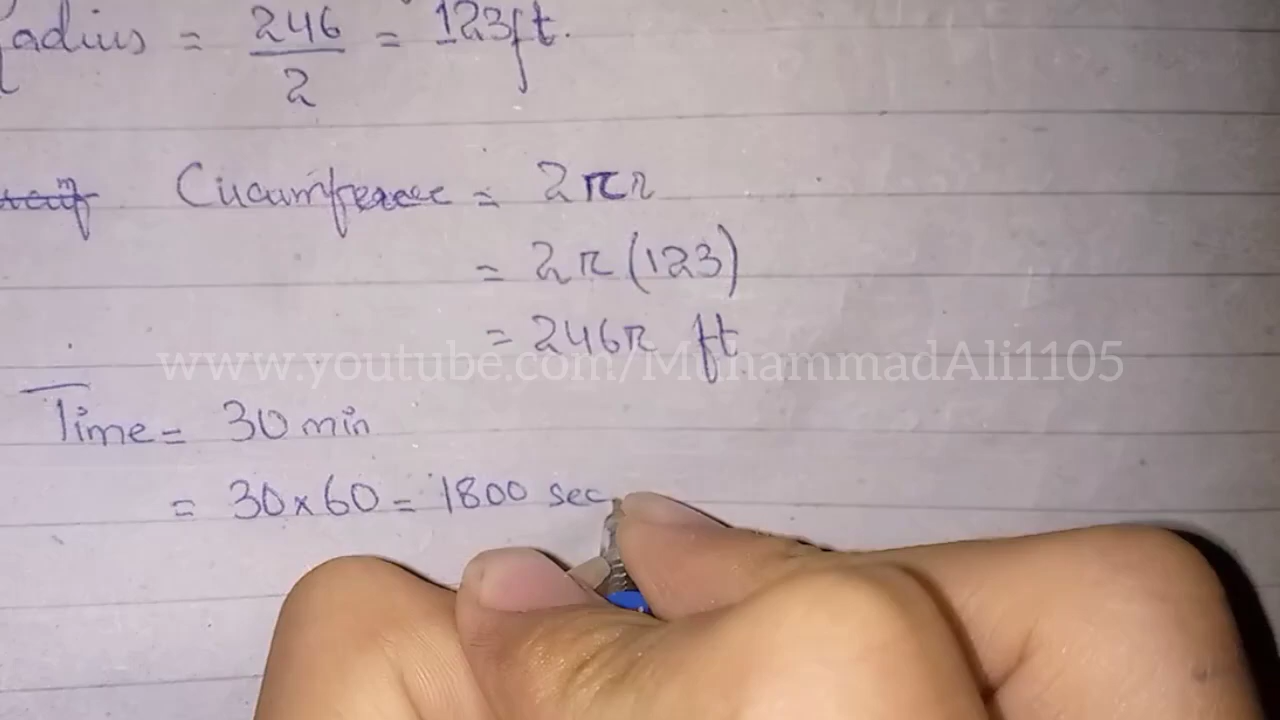 Radius = 246/2 = 123ft.
Circumference = 2πr
= 2π(123)
= 246π ft
www.youtube.com/MuhammadAli1105
Time = 30 min
= 30×60 = 1800 sec